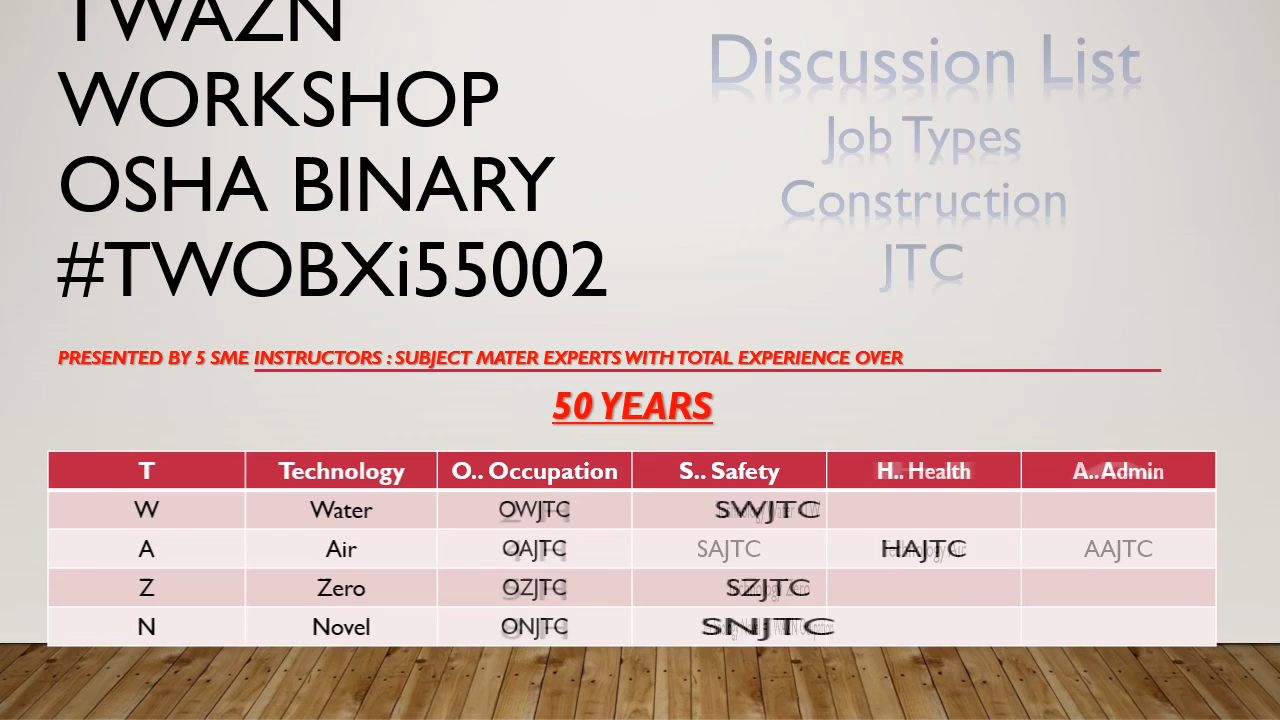 TWAZN
WORKSHOP
OSHA BINARY
#TWOBXi55002
Discussion List
Job Types
Construction
JTC
PRESENTED BY 5 SME INSTRUCTORS : SUBJECT MATER EXPERTS WITH TOTAL EXPERIENCE OVER
50 YEARS
T Technology O.. Occupation S.. Safety H.. Health A.. Admin
W Water OWJTC SWJTC
A Air OAJTC SAJTC HAJTC AAJTC
Z Zero OZJTC SZJTC
N Novel ONJTC SNJTC